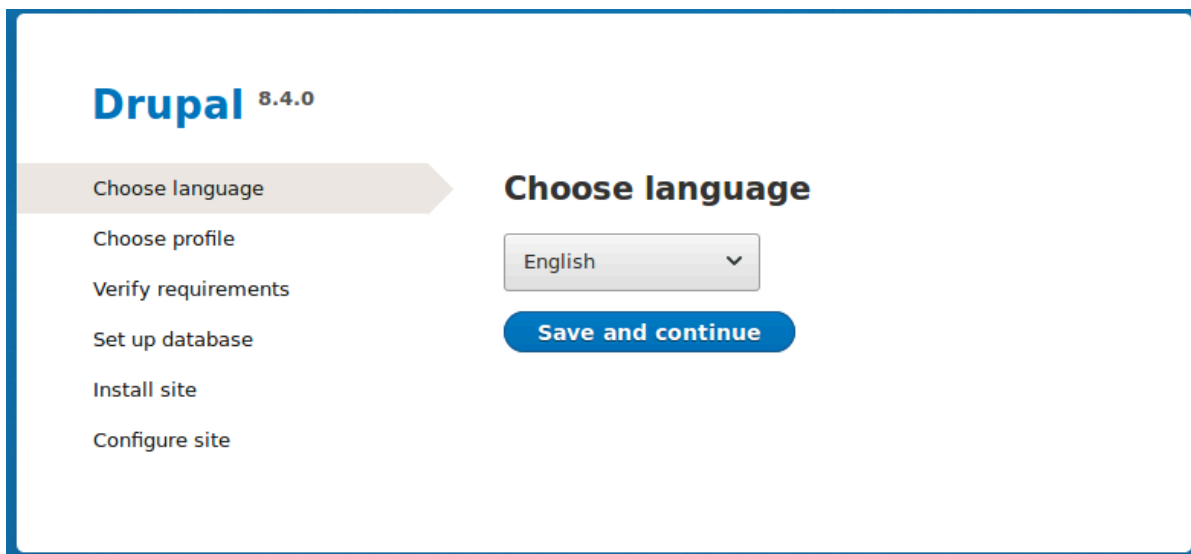 Drupal 8.4.0
Choose language
Choose profile
Verify requirements
Set up database
Install site
Configure site
Choose language
English
Save and continue